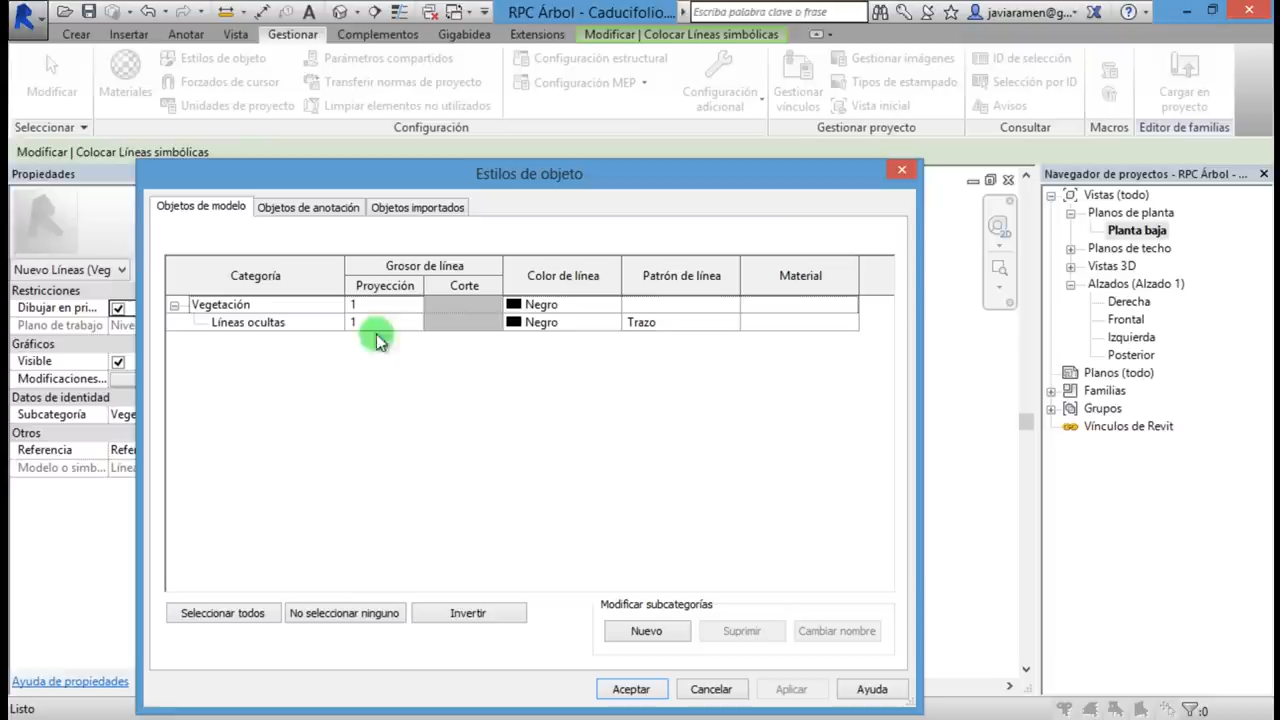 RPC Árbol - Caducifolio...
Escriba palabra clave o frase
javiaramen@g...
Crear Insertar Anotar Vista Gestionar Complementos Gigabidea Extensions Modificar | Colocar Líneas simbólicas
Modificar
Materiales
Estilos de objeto
Forzados de cursor
Unidades de proyecto
Parámetros compartidos
Transferir normas de proyecto
Limpiar elementos no utilizados
Configuración estructural
Configuración MEP
Configuración
adicional
Gestionar
vínculos
Gestionar imágenes
Tipos de estampado
Vista inicial
ID de selección
Selección por ID
Avisos
Cargar en
proyecto
Seleccionar Configuración Gestionar proyecto Consultar Macros Editor de familias
Modificar | Colocar Líneas simbólicas
Propiedades
Nuevo Líneas (Veg
Restricciones
Dibujar en pri...
Plano de trabajo Nive
Gráficos
Visible
Modificaciones...
Datos de identidad
Subcategoría Vege
Otros
Referencia Refer
Modelo o simb... Línea
Ayuda de propiedades
Listo
Estilos de objeto
Objetos de modelo Objetos de anotación Objetos importados
Categoría Grosor de línea Color de línea Patrón de línea Material
Proyección Corte
Vegetación 1 Negro
Líneas ocultas 1 Negro Trazo
Seleccionar todos No seleccionar ninguno Invertir
Modificar subcategorías
Nuevo Suprimir Cambiar nombre
Aceptar Cancelar Aplicar Ayuda
2D
Navegador de proyectos - RPC Árbol - ...
Vistas (todo)
Planos de planta
Planta baja
Planos de techo
Vistas 3D
Alzados (Alzado 1)
Derecha
Frontal
Izquierda
Posterior
Planos (todo)
Familias
Grupos
Vínculos de Revit
:0